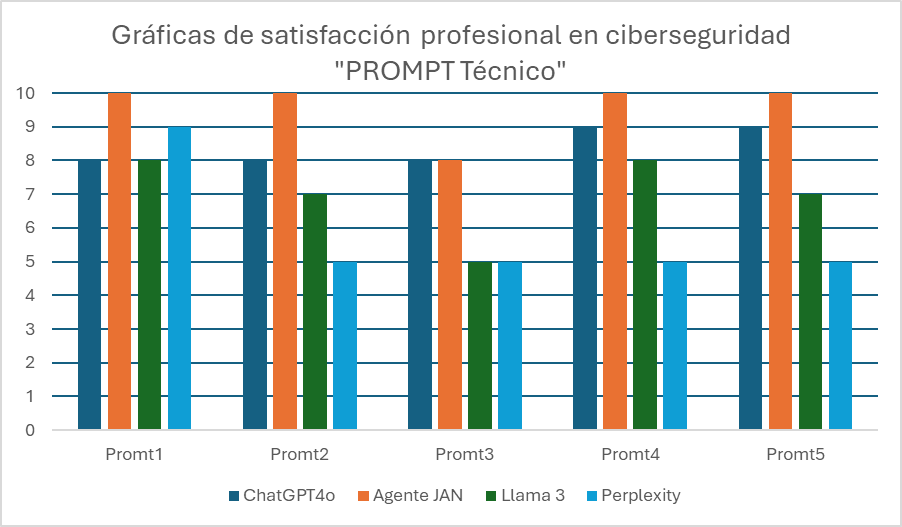 Gráficas de satisfacción profesional en ciberseguridad
"PROMPT Técnico"
10
9
8
7
6
5
4
3
2
1
0
Promt1 Promt2 Promt3 Promt4 Promt5
ChatGPT4o Agente JAN Llama 3 Perplexity